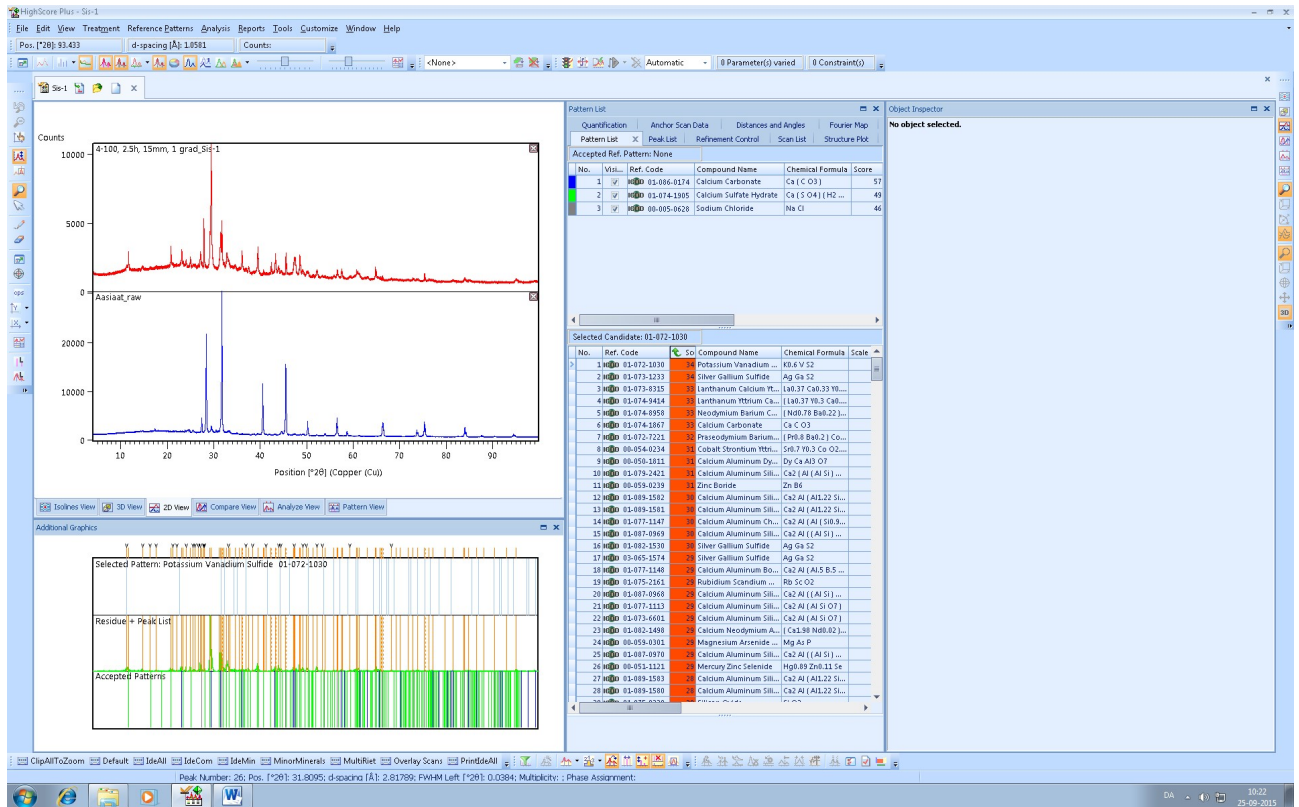 HighScore Plus - Sis-1
File Edit View Treatment Reference Patterns Analysis Reports Tools Customize Window Help
Pos. [°2θ]: 93.433 d-spacing [Å]: 1.0581 Counts:
<None> Automatic 0 Parameter(s) varied 0 Constraint(s)
Sis-1
Counts
4-100, 2.5h, 15mm, 1 grad_Sis-1
10000
5000
0
Aasiaat_raw
20000
10000
0
10 20 30 40 50 60 70 80 90
Position [°2θ] (Copper (Cu))
Isolines View 3D View 2D View Compare View Analyze View Pattern View
Additional Graphics
Selected Pattern: Potassium Vanadium Sulfide 01-072-1030
Residue + Peak List
Accepted Patterns
Pattern List
Quantification Anchor Scan Data Distances and Angles Fourier Map
Pattern List X Peak List Refinement Control Scan List Structure Plot
Accepted Ref. Pattern: None
No. Visi... Ref. Code Compound Name Chemical Formula Score
1 01-086-0174 Calcium Carbonate Ca ( C O3 ) 57
2 01-074-1905 Calcium Sulfate Hydrate Ca ( S O4 ) ( H2 ... 49
3 00-005-0628 Sodium Chloride Na Cl 46
Selected Candidate: 01-072-1030
No. Ref. Code So Compound Name Chemical Formula Scale
1 01-072-1030 34 Potassium Vanadium ... K0.6 V S2
2 01-073-1233 34 Silver Gallium Sulfide Ag Ga S2
3 01-073-8315 33 Lanthanum Calcium Yt... La0.37 Ca0.33 Y0....
4 01-074-9414 33 Lanthanum Yttrium Ca... ( La0.37 Y0.3 Ca0....
5 01-074-8958 33 Neodymium Barium C... ( Nd0.78 Ba0.22 )...
6 01-074-1867 33 Calcium Carbonate Ca C O3
7 01-072-7221 32 Praseodymium Barium... ( Pr0.8 Ba0.2 ) Co...
8 00-054-0234 31 Cobalt Strontium Yttri... Sr0.7 Y0.3 Co O2....
9 00-050-1811 31 Calcium Aluminum Dy... Dy Ca Al3 O7
10 01-079-2421 31 Calcium Aluminum Sili... Ca2 ( Al ( Al Si ) ...
11 00-059-0239 31 Zinc Boride Zn B6
12 01-089-1582 30 Calcium Aluminum Sili... Ca2 Al ( Al1.22 Si...
13 01-089-1581 30 Calcium Aluminum Sili... Ca2 Al ( Al1.22 Si...
14 01-077-1147 30 Calcium Aluminum Ch... Ca2 Al ( Al ( Si0.9...
15 01-087-0969 30 Calcium Aluminum Sili... Ca2 Al ( ( Al Si ) ...
16 01-082-1530 30 Silver Gallium Sulfide Ag Ga S2
17 03-065-1574 29 Silver Gallium Sulfide Ag Ga S2
18 01-077-1148 29 Calcium Aluminum Bo... Ca2 Al ( Al.5 B.5 ...
19 01-075-2161 29 Rubidium Scandium ... Rb Sc O2
20 01-087-0968 29 Calcium Aluminum Sili... Ca2 Al ( ( Al Si ) ...
21 01-077-1113 29 Calcium Aluminum Sili... Ca2 Al ( Al Si O7 )
22 01-073-6601 29 Calcium Aluminum Sili... Ca2 Al ( Al Si O7 )
23 01-082-1498 29 Calcium Neodymium A... ( Ca1.98 Nd0.02 )...
24 00-059-0301 29 Magnesium Arsenide ... Mg As P
25 01-087-0970 29 Calcium Aluminum Sili... Ca2 Al ( ( Al Si ) ...
26 00-051-1121 29 Mercury Zinc Selenide Hg0.89 Zn0.11 Se
27 01-089-1583 28 Calcium Aluminum Sili... Ca2 Al ( Al1.22 Si...
28 01-089-1580 28 Calcium Aluminum Sili... Ca2 Al ( Al1.22 Si...
Object Inspector
No object selected.
3D
ClipAllToZoom Default IdeAll IdeCom IdeMin MinorMinerals MultiRiet Overlay Scans PrintIdeAll
Peak Number: 26; Pos. [°2θ]: 31.8095; d-spacing [Å]: 2.81789; FWHM Left [°2θ]: 0.0384; Multiplicity: ; Phase Assignment:
DA 10:22
25-09-2015